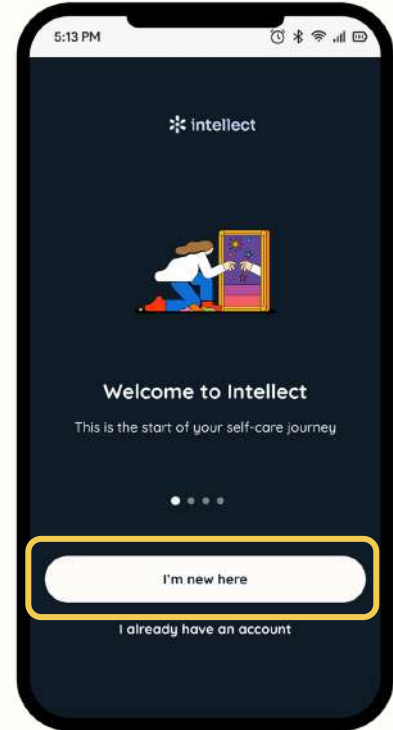 5:13 PM
intellect
Welcome to Intellect
This is the start of your self-care journey
I'm new here
I already have an account